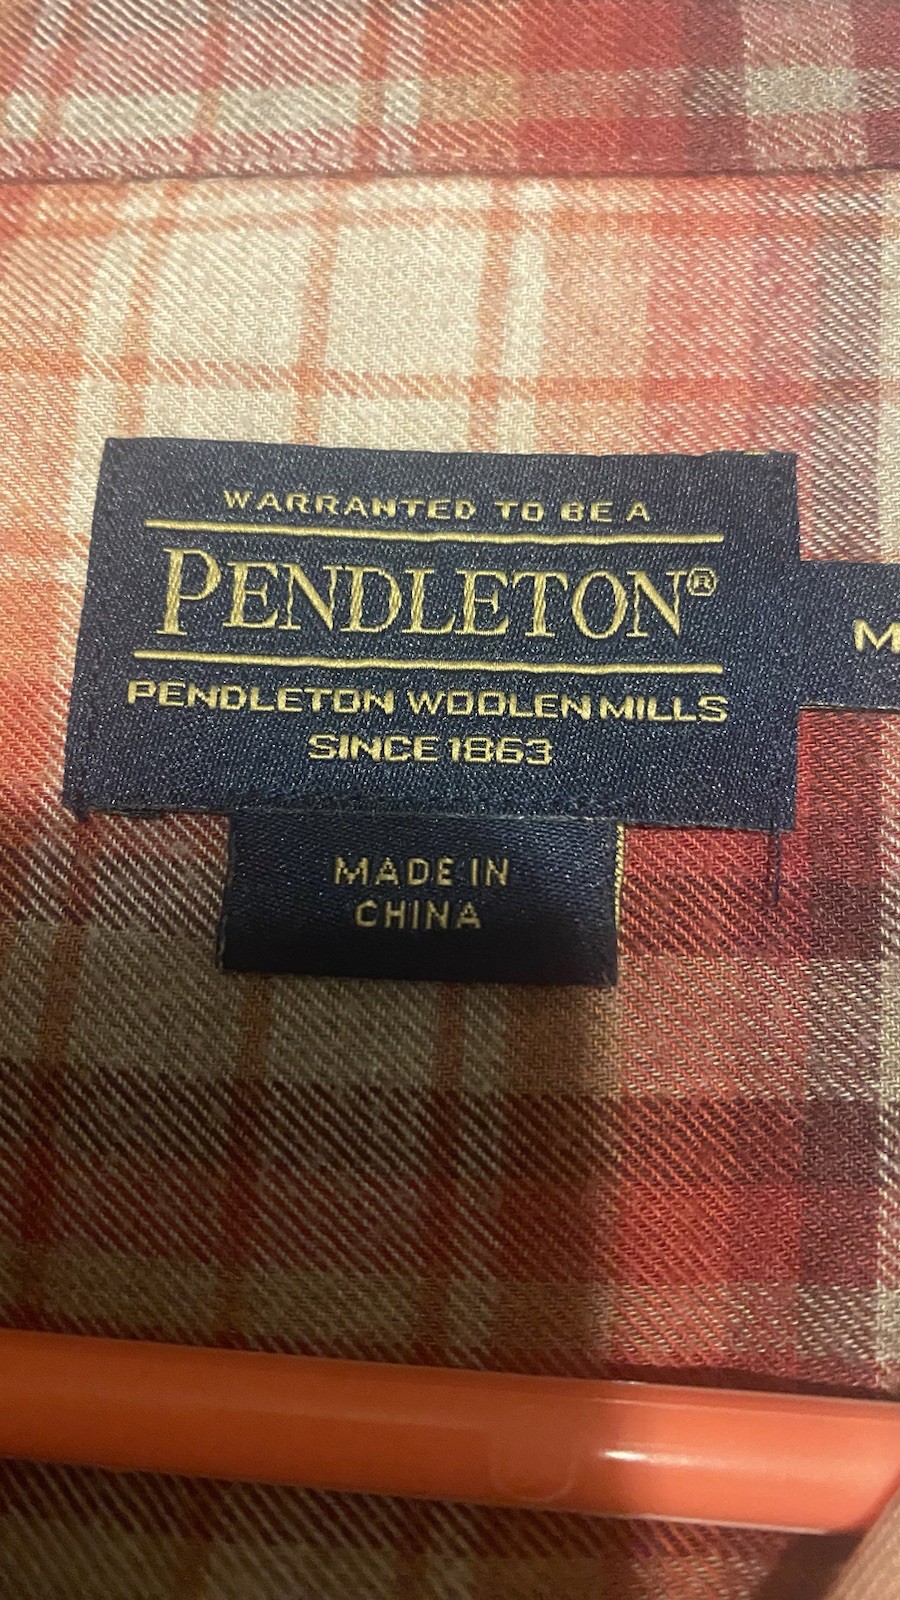 WARRANTED TO BE A
PENDLETON®
PENDLETON WOOLEN MILLS
SINCE 1863
M
MADE IN
CHINA